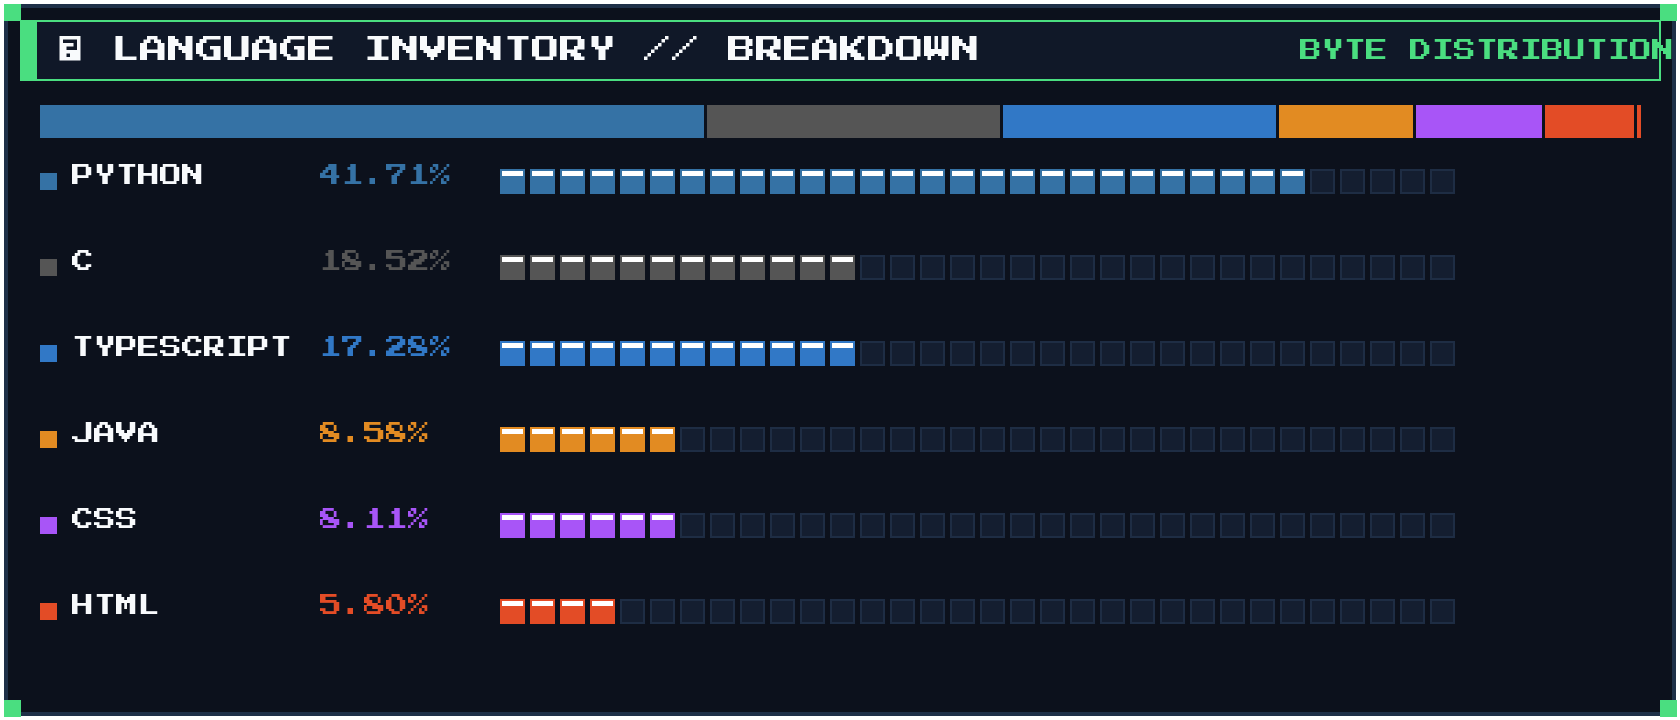 LANGUAGE INVENTORY // BREAKDOWN
BYTE DISTRIBUTION
PYTHON 41.71%
C 18.52%
TYPESCRIPT 17.28%
JAVA 8.58%
CSS 8.11%
HTML 5.80%